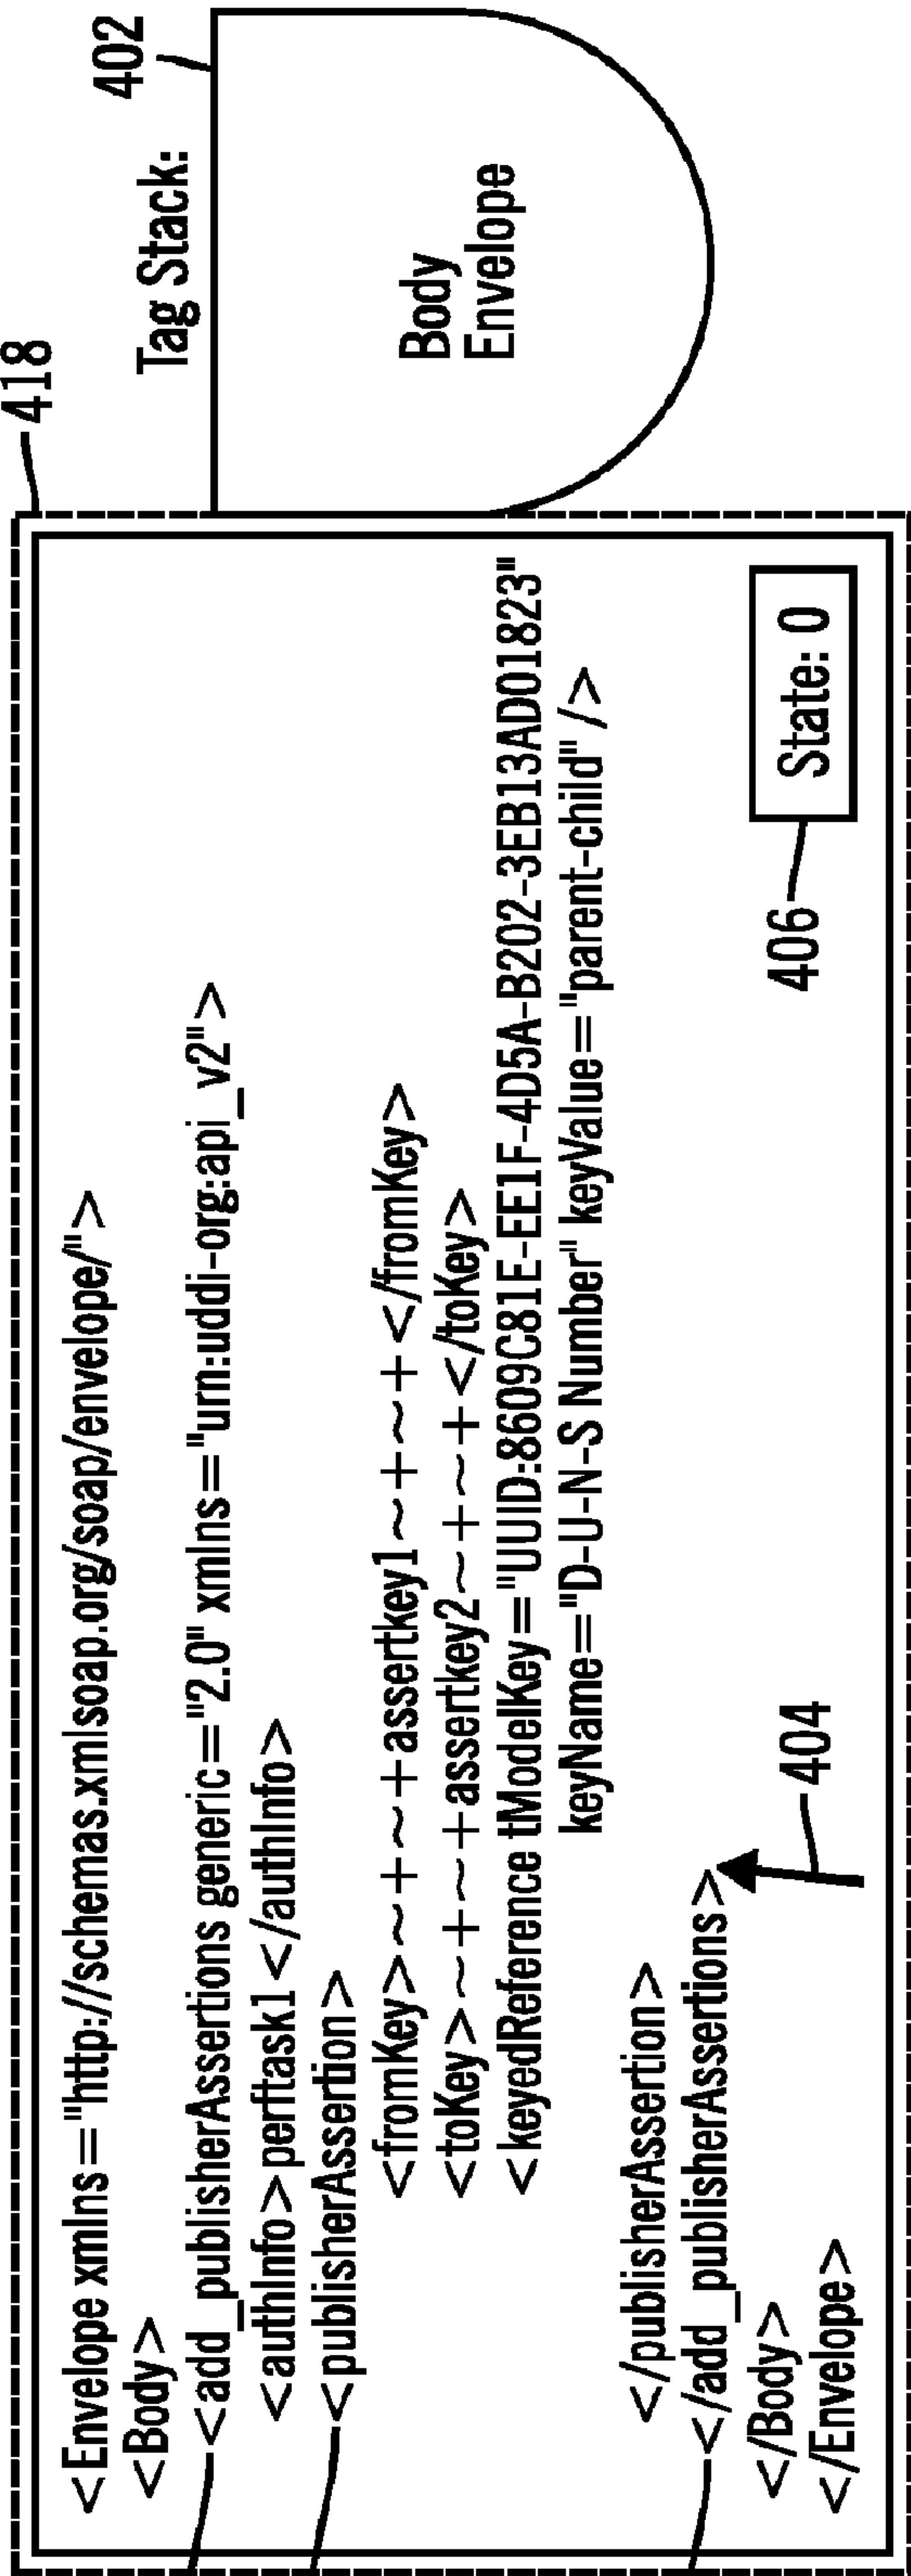 418
<Envelope xmlns="http://schemas.xmlsoap.org/soap/envelope/">
<Body>
<add_publisherAssertions generic="2.0" xmlns="urn:uddi-org:api_v2">
<authInfo>perftask1 </authInfo>
<publisherAssertion>
<fromKey>~+~+assertkey1~+~+</fromKey>
<toKey>~+~+assertkey2~+~+</toKey>
<keyedReference tModelKey="UUID:8609C81E-EE1F-4D5A-B202-3EB13AD01823"
keyName="D-U-N-S Number" keyValue="parent-child" />
</publisherAssertion>
</add_publisherAssertions>
</Body>
</Envelope>
404
406
State: 0
Tag Stack:
402
Body
Envelope